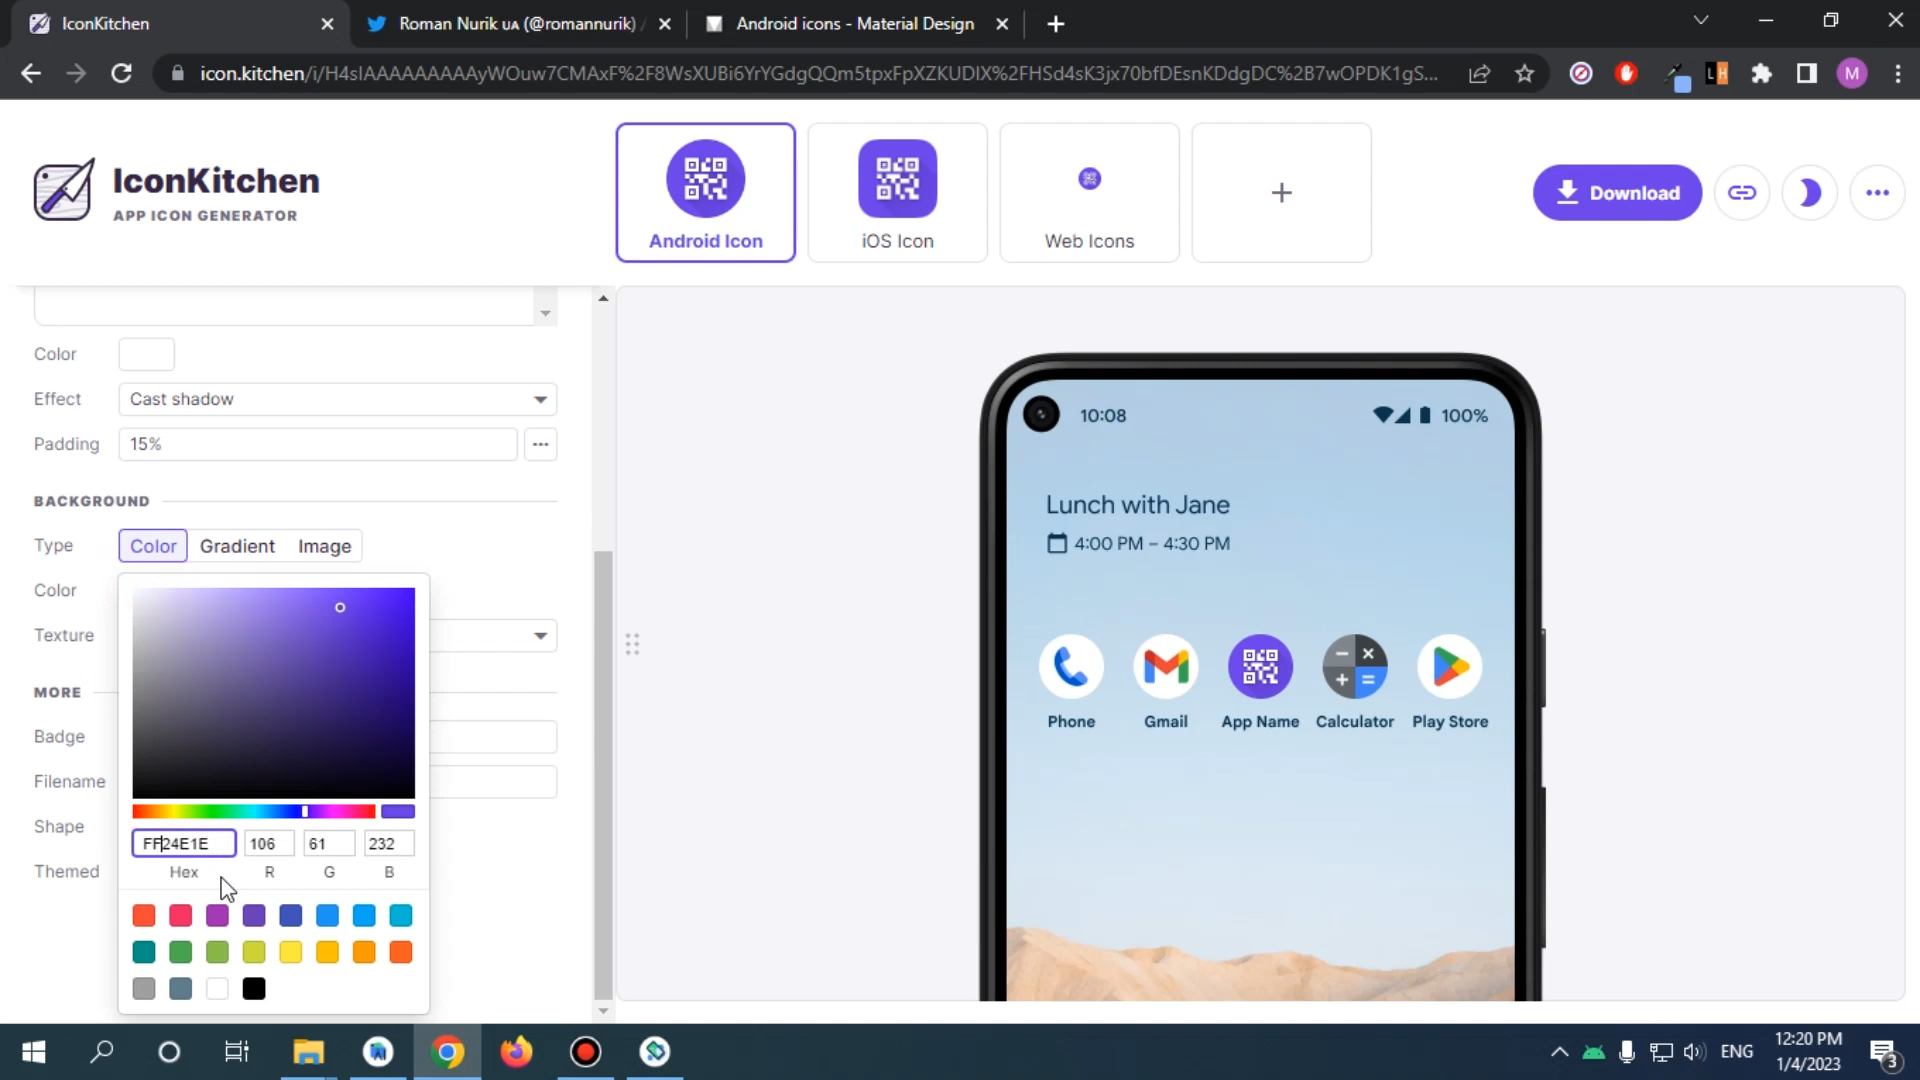 IconKitchen
Roman Nurik UA (@romannurik) /
Android icons - Material Design
icon.kitchen/i/H4sIAAAAAAAAAyWOuw7CMAxF%2F8WsXUBi6YrYGdgQQm5tpxFpXZKUDIX%2FHSd4sK3jx70bfDEsnKDdgDC%2B7wOPDK1gS...
LH
M
IconKitchen
APP ICON GENERATOR
Android Icon
iOS Icon
Web Icons
+
Download
Color
Effect
Cast shadow
Padding
15%
BACKGROUND
Type
Color
Gradient
Image
Color
Texture
MORE
Badge
Filename
Shape
Themed
FF24E1E
106
61
232
Hex
R
G
B
10:08
100%
Lunch with Jane
4:00 PM – 4:30 PM
Phone
Gmail
App Name
Calculator
Play Store
ENG
12:20 PM
1/4/2023
3